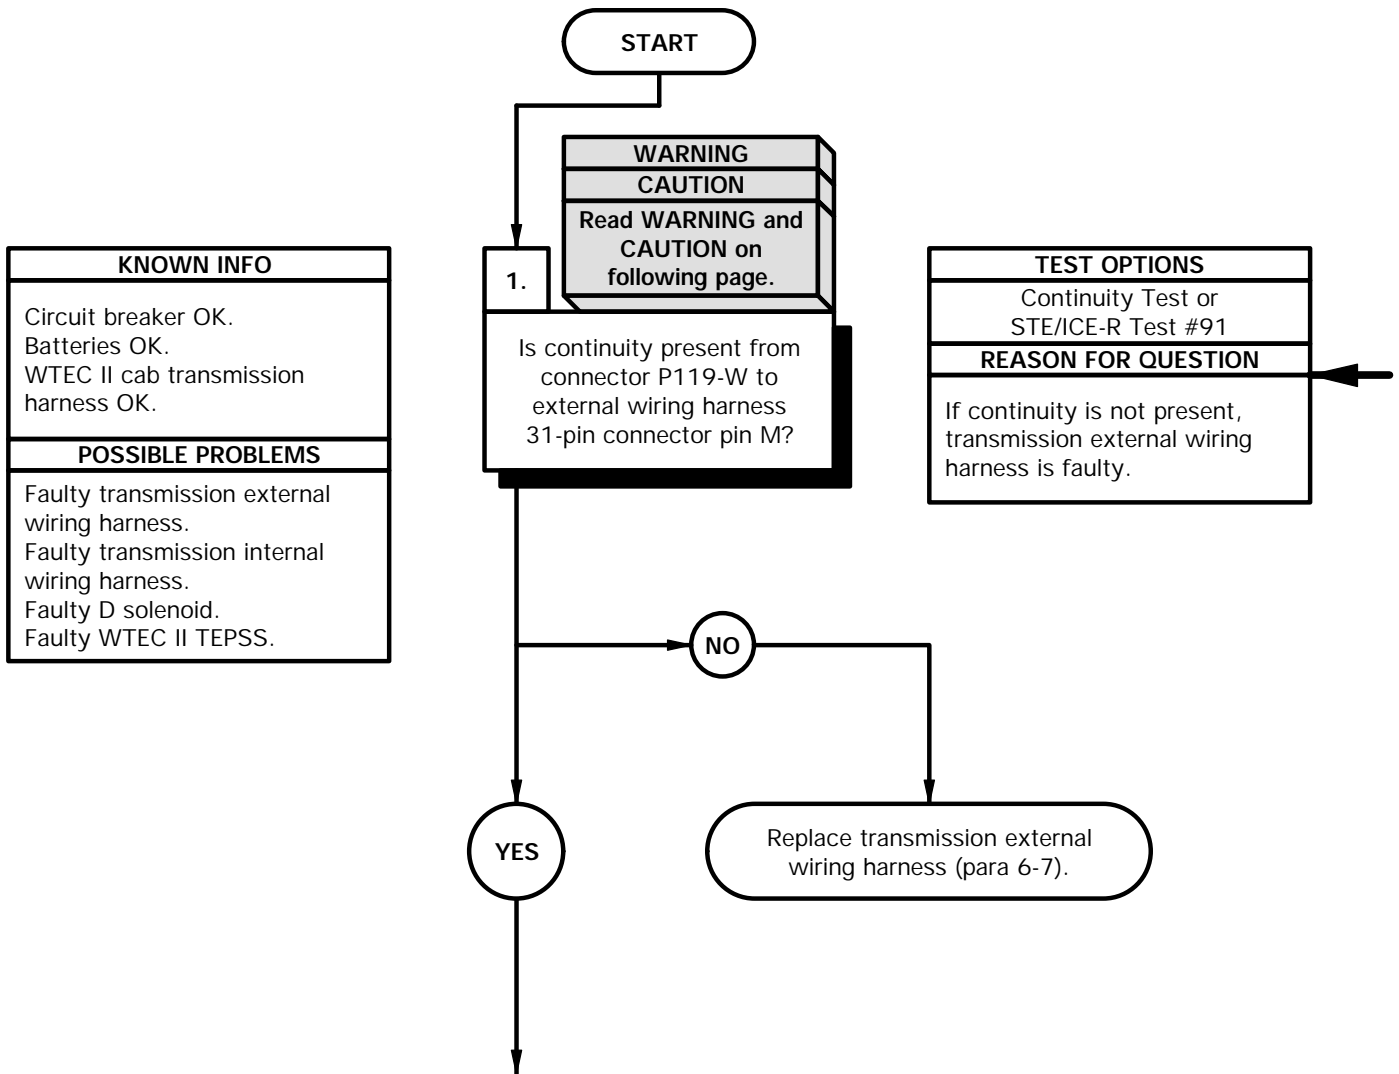 START
WARNING
CAUTION
Read WARNING and
CAUTION on
following page.
KNOWN INFO
Circuit breaker OK.
Batteries OK.
WTEC II cab transmission
harness OK.
POSSIBLE PROBLEMS
Faulty transmission external
wiring harness.
Faulty transmission internal
wiring harness.
Faulty D solenoid.
Faulty WTEC II TEPSS.
1.
Is continuity present from
connector P119-W to
external wiring harness
31-pin connector pin M?
TEST OPTIONS
Continuity Test or
STE/ICE-R Test #91
REASON FOR QUESTION
If continuity is not present,
transmission external wiring
harness is faulty.
NO
YES
Replace transmission external
wiring harness (para 6-7).